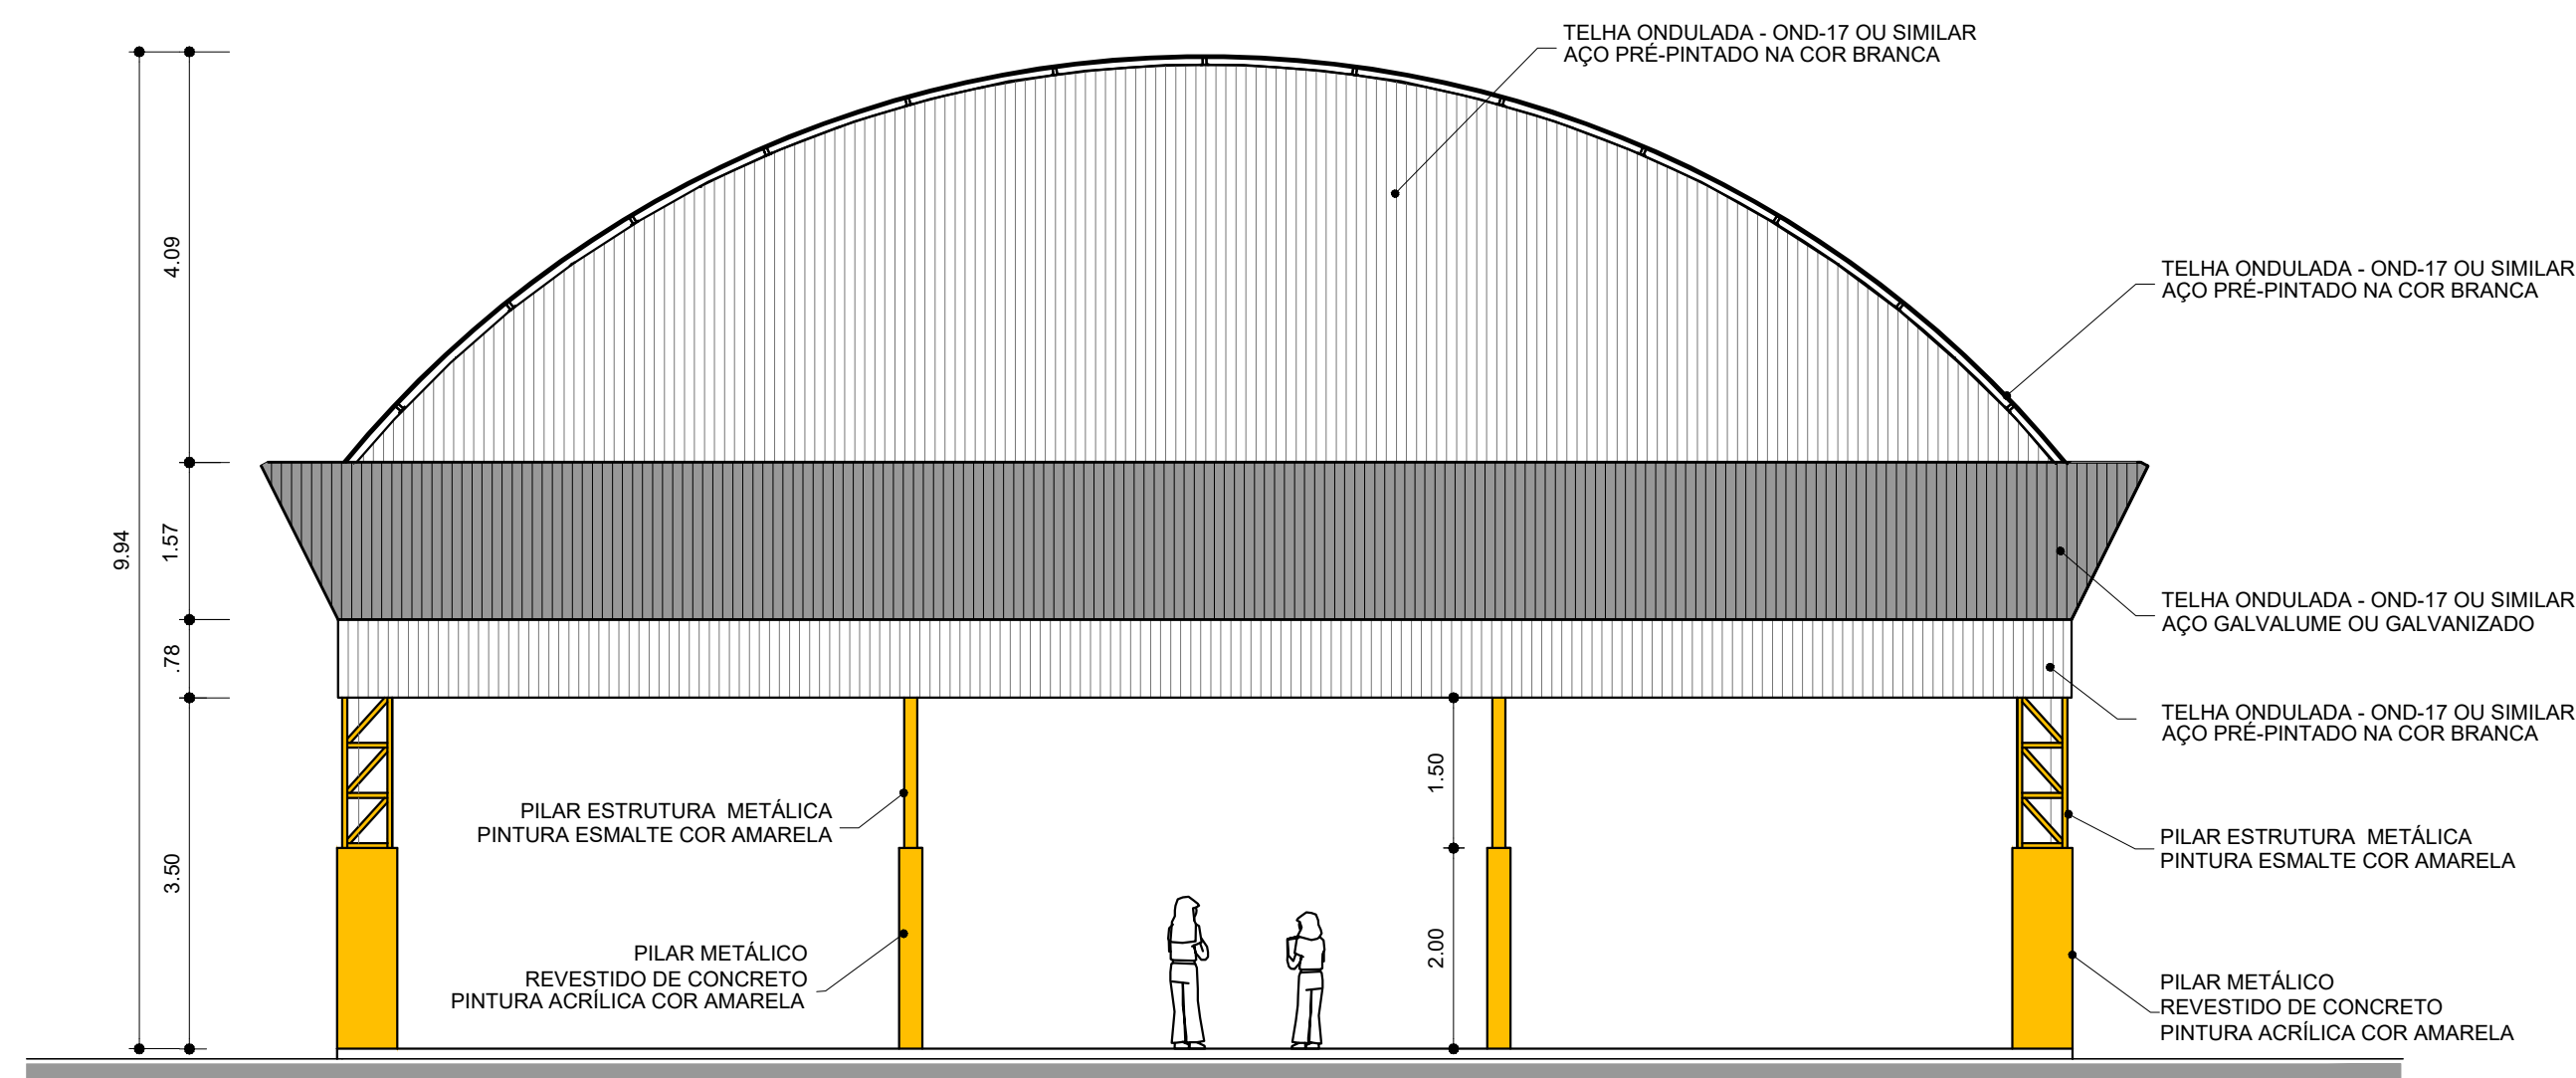 TELHA ONDULADA - OND-17 OU SIMILAR
AÇO PRÉ-PINTADO NA COR BRANCA
4.09
TELHA ONDULADA - OND-17 OU SIMILAR
AÇO PRÉ-PINTADO NA COR BRANCA
9.94
1.57
TELHA ONDULADA - OND-17 OU SIMILAR
AÇO GALVALUME OU GALVANIZADO
.78
TELHA ONDULADA - OND-17 OU SIMILAR
AÇO PRÉ-PINTADO NA COR BRANCA
1.50
PILAR ESTRUTURA METÁLICA
PINTURA ESMALTE COR AMARELA
PILAR ESTRUTURA METÁLICA
PINTURA ESMALTE COR AMARELA
3.50
2.00
PILAR METÁLICO
REVESTIDO DE CONCRETO
PINTURA ACRÍLICA COR AMARELA
PILAR METÁLICO
REVESTIDO DE CONCRETO
PINTURA ACRÍLICA COR AMARELA